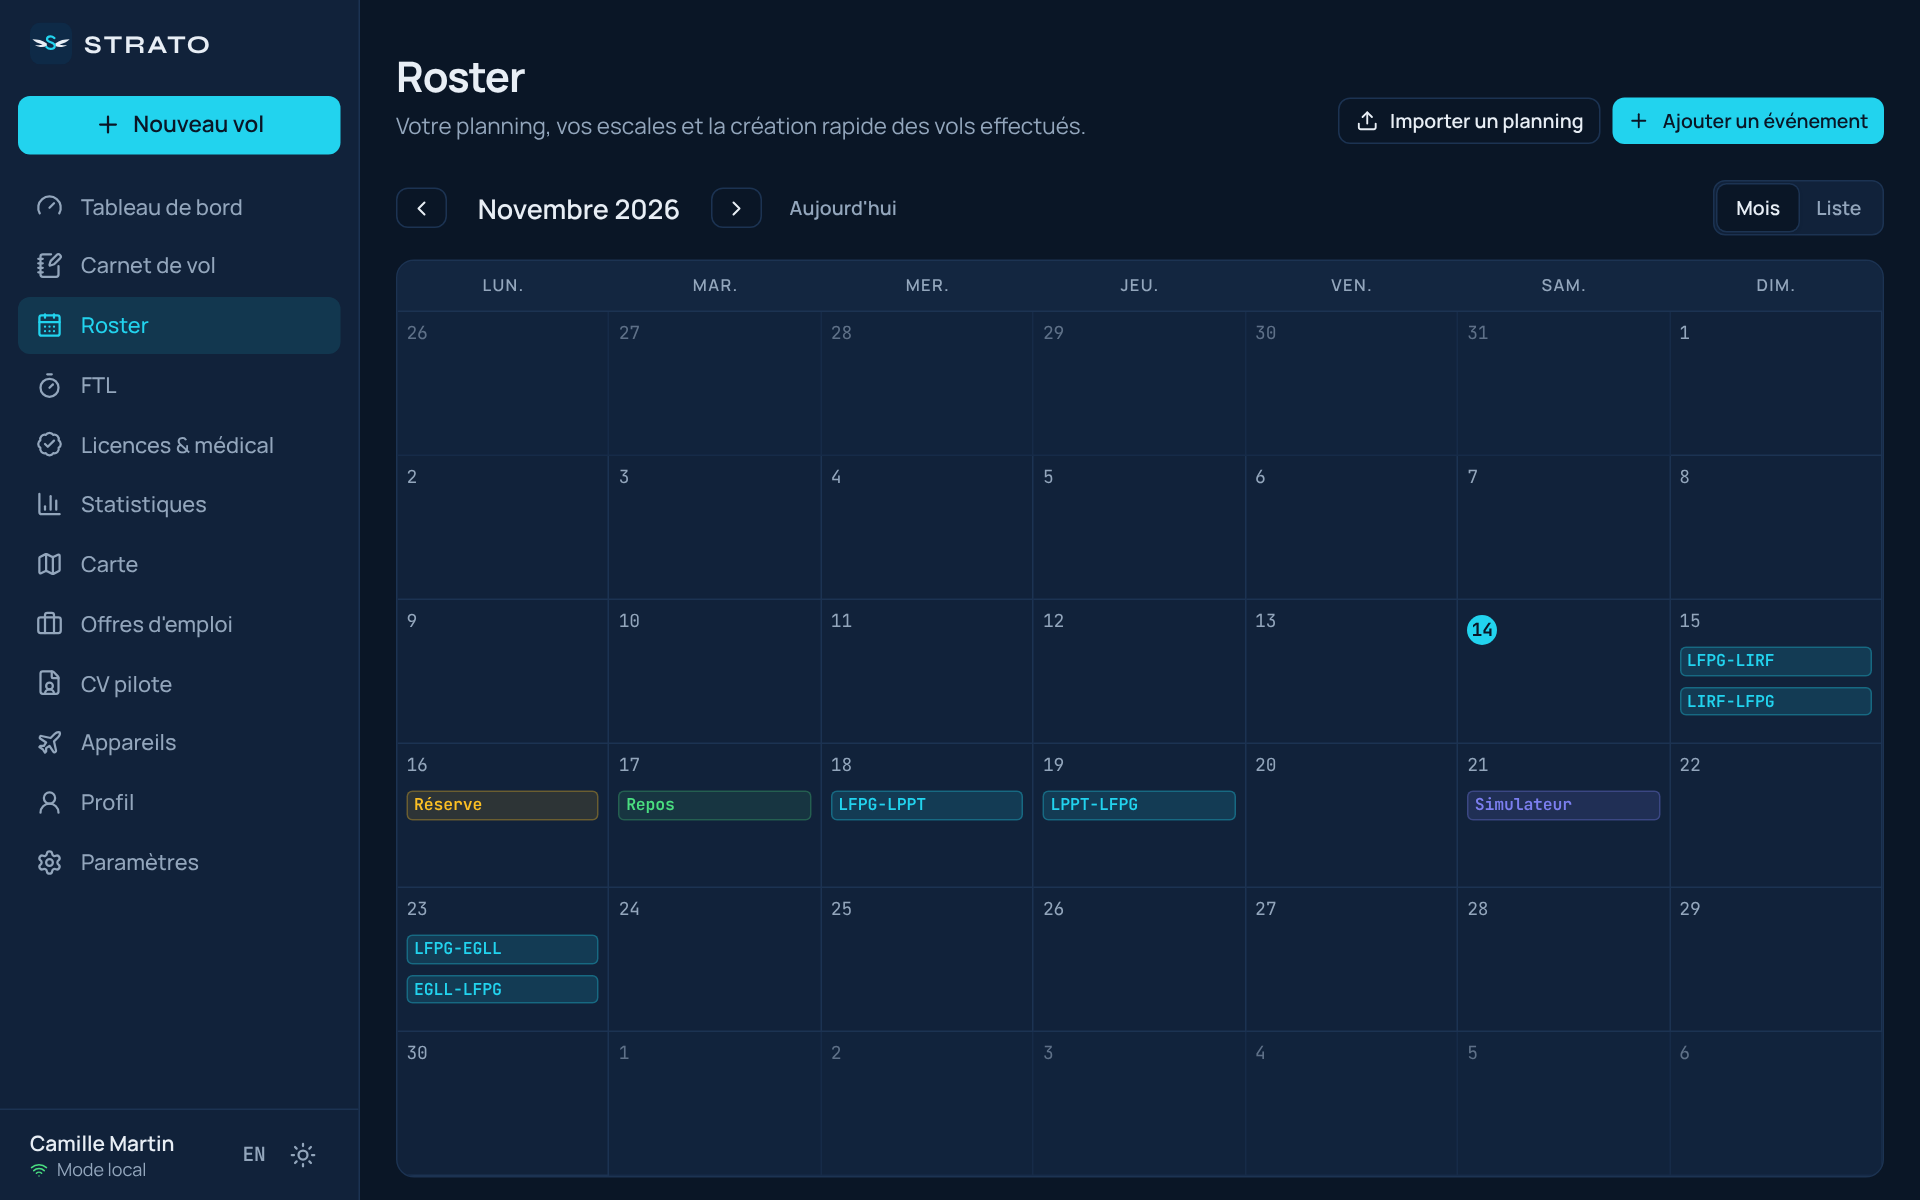 STRATO
Nouveau vol
Tableau de bord
Carnet de vol
Roster
FTL
Licences & médical
Statistiques
Carte
Offres d'emploi
CV pilote
Appareils
Profil
Paramètres
Camille Martin
Mode local
EN
Roster
Votre planning, vos escales et la création rapide des vols effectués.
Importer un planning
Ajouter un événement
Novembre 2026
Aujourd'hui
Mois
Liste
LUN. MAR. MER. JEU. VEN. SAM. DIM.
26 27 28 29 30 31 1
2 3 4 5 6 7 8
9 10 11 12 13 14 15
LFPG-LIRF
LIRF-LFPG
16 17 18 19 20 21 22
Réserve Repos LFPG-LPPT LPPT-LFPG Simulateur
23 24 25 26 27 28 29
LFPG-EGLL
EGLL-LFPG
30 1 2 3 4 5 6